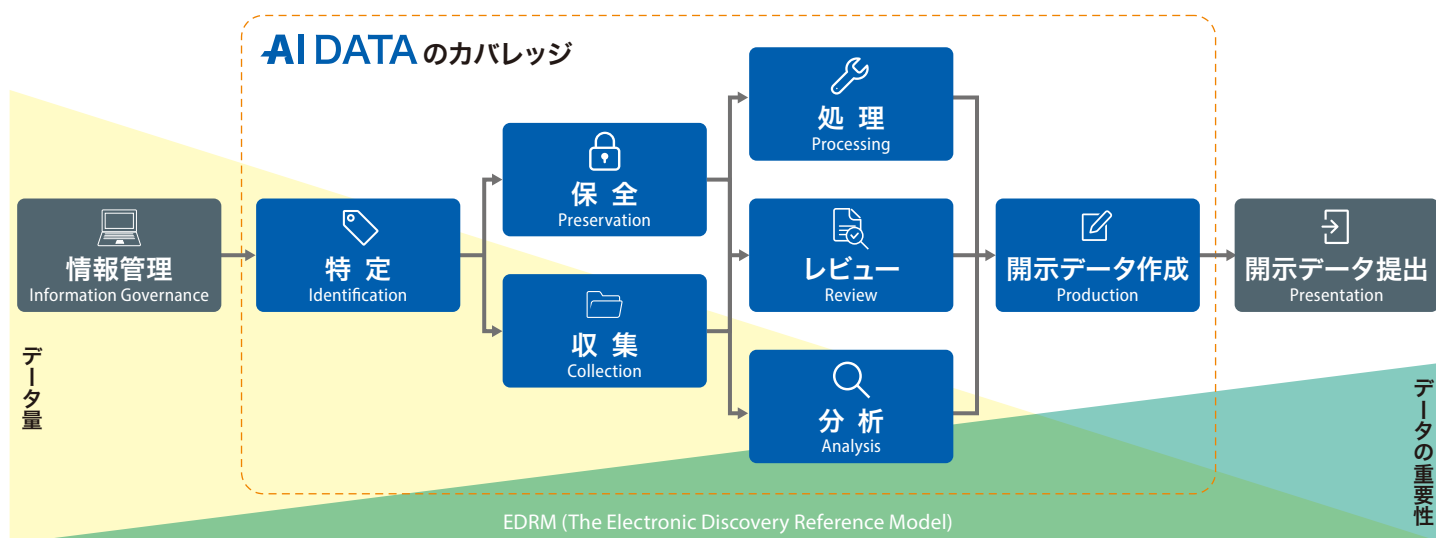 AI DATA のカバレッジ
情報管理
Information Governance
特 定
Identification
保 全
Preservation
収 集
Collection
処 理
Processing
レビュー
Review
分 析
Analysis
開示データ作成
Production
開示データ提出
Presentation
データ量
データの重要性
EDRM (The Electronic Discovery Reference Model)